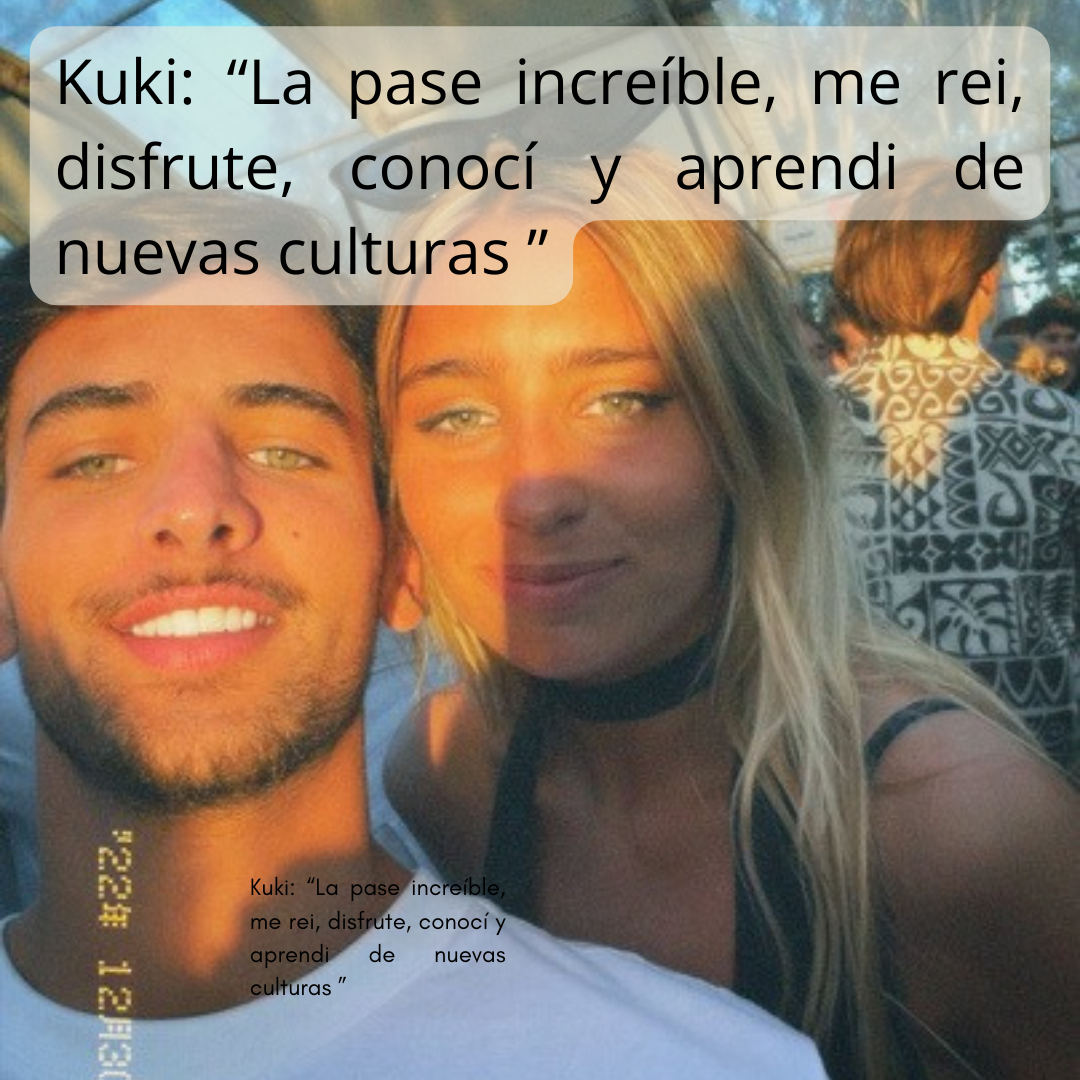 Kuki: “La pase increíble, me rei,
disfrute, conocí y aprendi de
nuevas culturas ”
Kuki: “La pase increíble,
me rei, disfrute, conocí y
aprendi de nuevas
culturas ”